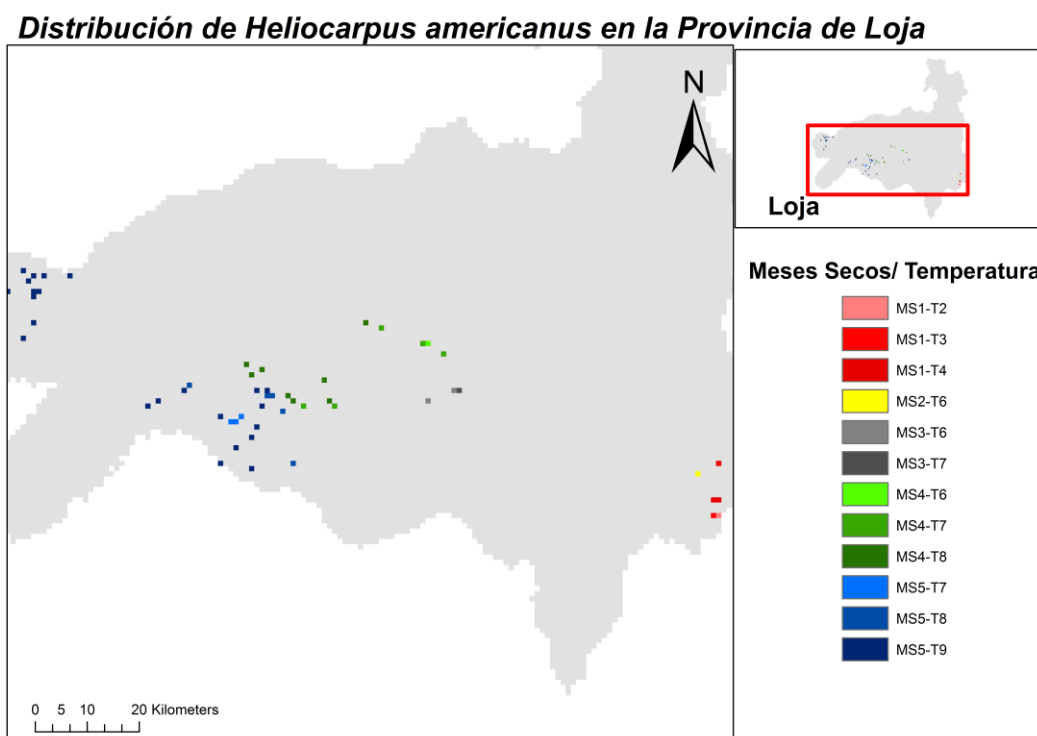 Distribución de Heliocarpus americanus en la Provincia de Loja
N
Loja
Meses Secos/ Temperatura
MS1-T2
MS1-T3
MS1-T4
MS2-T6
MS3-T6
MS3-T7
MS4-T6
MS4-T7
MS4-T8
MS5-T7
MS5-T8
MS5-T9
0 5 10 20 Kilometers